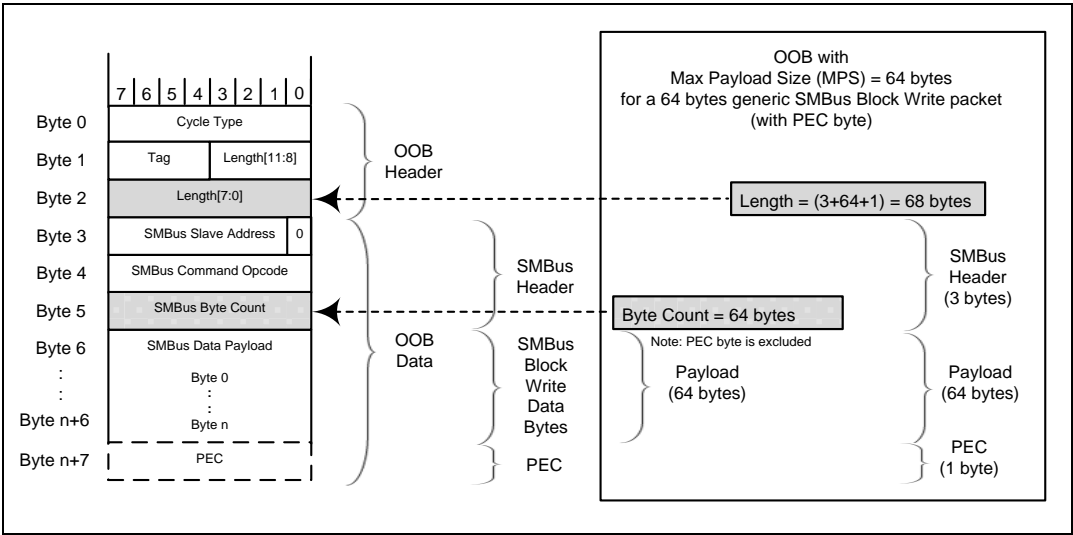 7 6 5 4 3 2 1 0
Byte 0
Cycle Type
Byte 1
Tag
Length[11:8]
Byte 2
Length[7:0]
Byte 3
SMBus Slave Address
0
Byte 4
SMBus Command Opcode
Byte 5
SMBus Byte Count
Byte 6
SMBus Data Payload
:
:
Byte 0
:
:
Byte n+6
Byte n
Byte n+7
PEC
OOB
Header
OOB
Data
SMBus
Header
SMBus
Block
Write
Data
Bytes
PEC
OOB with
Max Payload Size (MPS) = 64 bytes
for a 64 bytes generic SMBus Block Write packet
(with PEC byte)
Length = (3+64+1) = 68 bytes
Byte Count = 64 bytes
Note: PEC byte is excluded
Payload
(64 bytes)
SMBus
Header
(3 bytes)
Payload
(64 bytes)
PEC
(1 byte)